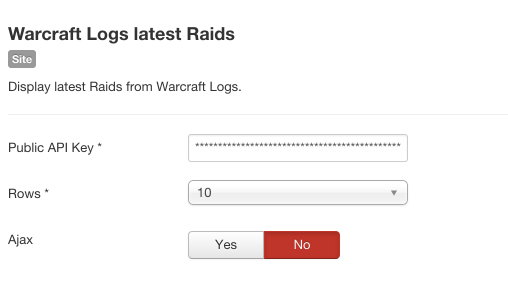 Warcraft Logs latest Raids
Site
Display latest Raids from Warcraft Logs.
Public API Key * *********************************************
Rows * 10
Ajax Yes No